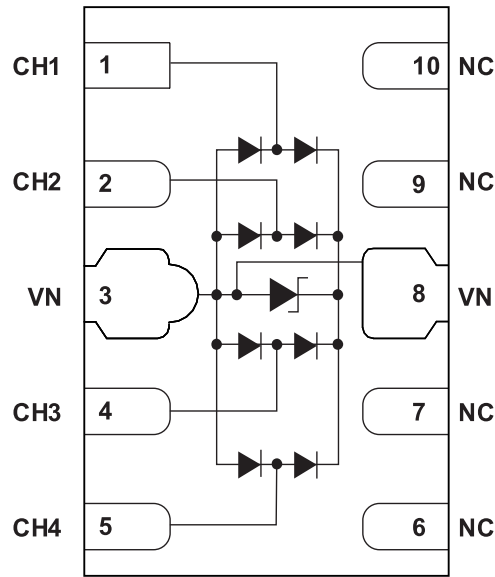 CH1 1 10 NC
CH2 2 9 NC
VN 3 8 VN
CH3 4 7 NC
CH4 5 6 NC